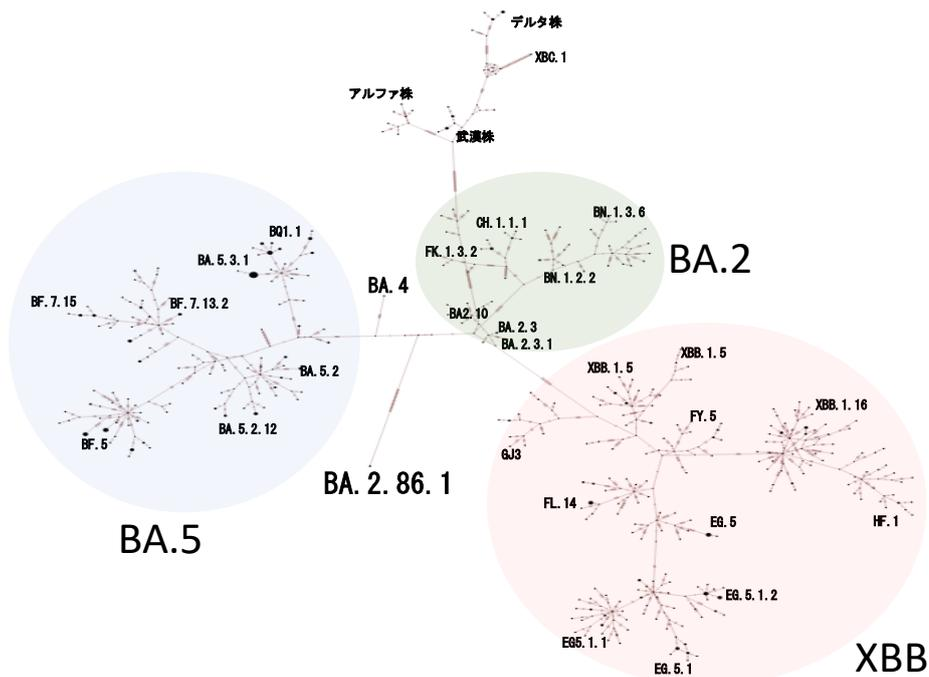 デルタ株
XBC.1
アルファ株
武漢株
BN.1.3.6
CH.1.1.1
BQ1.1
FK.1.3.2
BA.2
BA.5.3.1
BN.1.2.2
BA.4
BF.7.15
BF.7.13.2
BA2.10
BA.2.3
BA.2.3.1
XBB.1.5
XBB.1.5
BA.5.2
XBB.1.16
FY.5
BA.5.2.12
BF.5
GJ3
BA.2.86.1
FL.14
HF.1
EG.5
BA.5
EG.5.1.2
EG5.1.1
XBB
EG.5.1